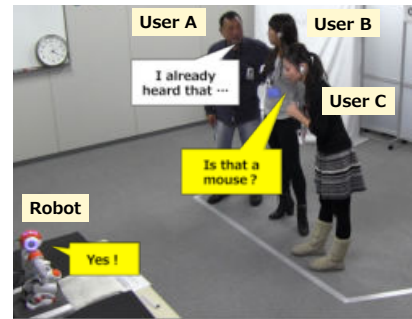 User A
User B
I already
heard that …
User C
Is that a
mouse?
Robot
Yes !